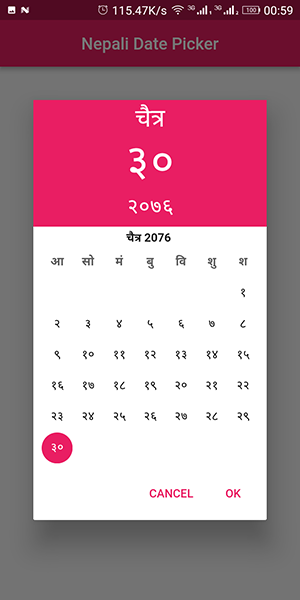 115.47K/s 3G 3G 100 00:59
Nepali Date Picker
चैत्र
३०
२०७६
चैत्र 2076
आ सो मं बु वि शु श
१
२ ३ ४ ५ ६ ७ ८
९ १० ११ १२ १३ १४ १५
१६ १७ १८ १९ २० २१ २२
२३ २४ २५ २६ २७ २८ २९
३०
CANCEL OK